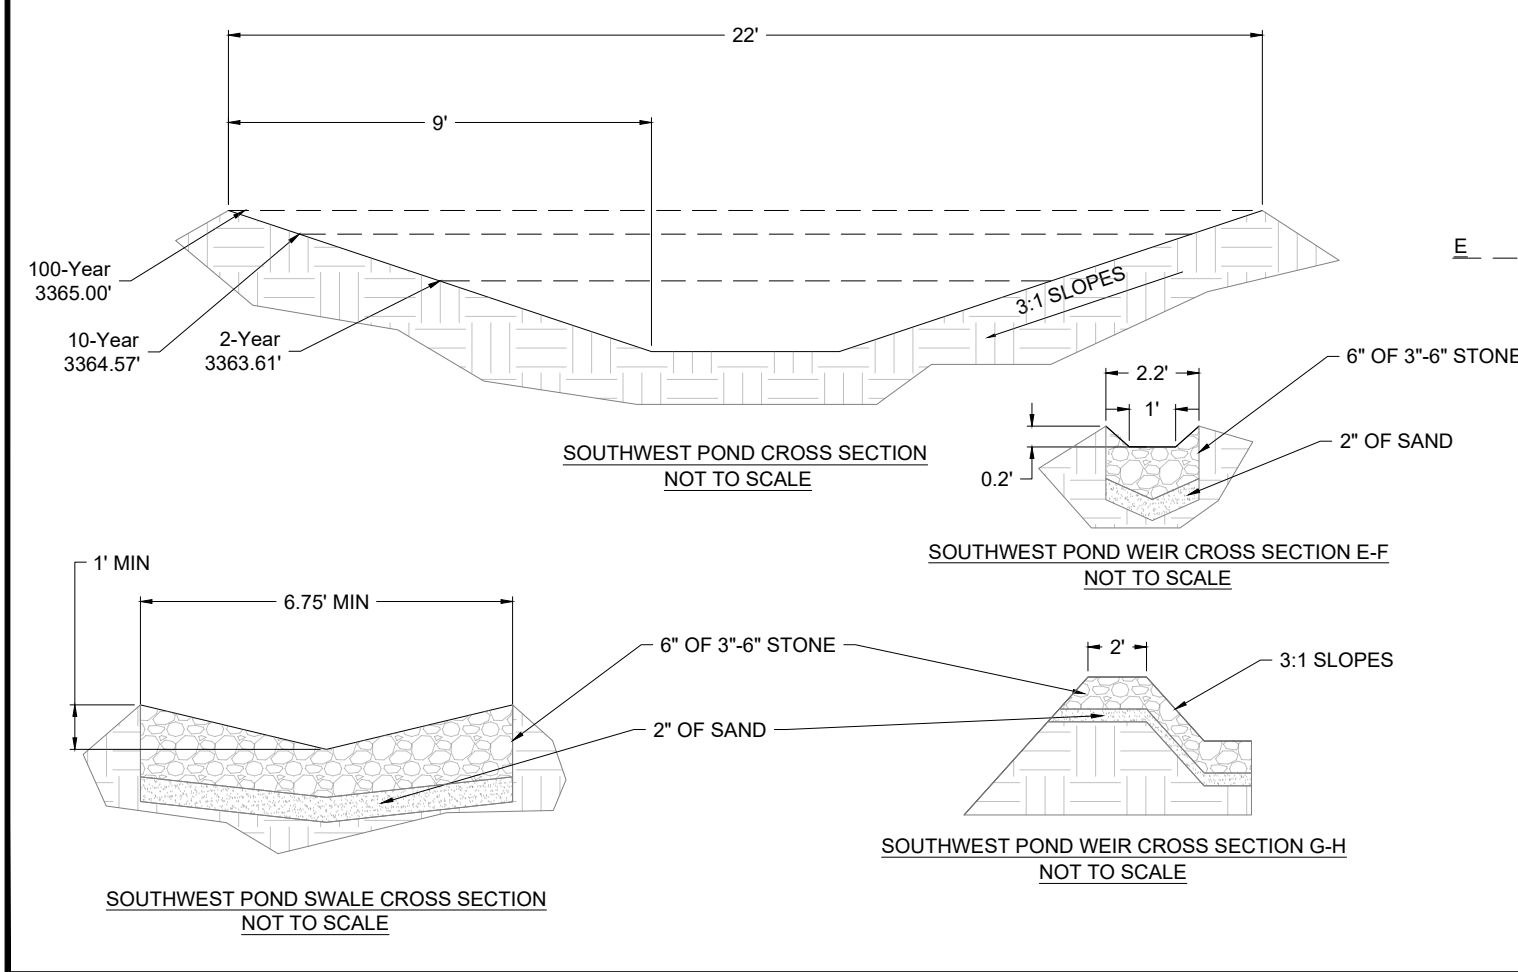 22'
9'
100-Year
3365.00'
10-Year
3364.57'
2-Year
3363.61'
3:1 SLOPES
E
SOUTHWEST POND CROSS SECTION
NOT TO SCALE
2.2'
1'
0.2'
6" OF 3"-6" STONE
2" OF SAND
SOUTHWEST POND WEIR CROSS SECTION E-F
NOT TO SCALE
1' MIN
6.75' MIN
6" OF 3"-6" STONE
2" OF SAND
2'
3:1 SLOPES
SOUTHWEST POND WEIR CROSS SECTION G-H
NOT TO SCALE
SOUTHWEST POND SWALE CROSS SECTION
NOT TO SCALE